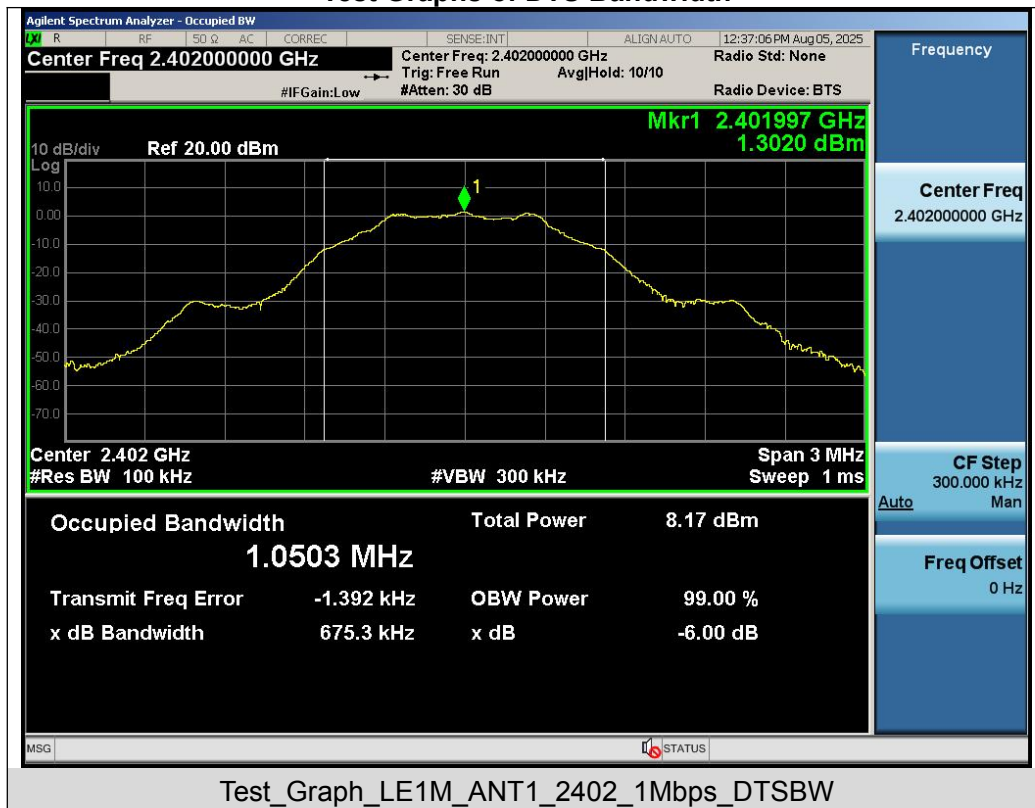 Test Graphs of DTS Bandwidth
Agilent Spectrum Analyzer - Occupied BW
LXI R RF 50 Ω AC CORREC SENSE:INT ALIGN AUTO 12:37:06 PM Aug 05, 2025
Center Freq 2.402000000 GHz
Center Freq: 2.402000000 GHz
Radio Std: None
Trig: Free Run Avg|Hold: 10/10
#IFGain:Low
#Atten: 30 dB
Radio Device: BTS
Mkr1 2.401997 GHz
1.3020 dBm
10 dB/div Ref 20.00 dBm
Log
10.0
0.00
-10.0
-20.0
-30.0
-40.0
-50.0
-60.0
-70.0
1
Center 2.402 GHz
Span 3 MHz
#Res BW 100 kHz
#VBW 300 kHz
Sweep 1 ms
Occupied Bandwidth
1.0503 MHz
Total Power 8.17 dBm
Transmit Freq Error -1.392 kHz
OBW Power 99.00 %
x dB Bandwidth 675.3 kHz
x dB -6.00 dB
MSG
STATUS
Frequency
Center Freq
2.402000000 GHz
CF Step
300.000 kHz
Auto Man
Freq Offset
0 Hz
Test_Graph_LE1M_ANT1_2402_1Mbps_DTSBW